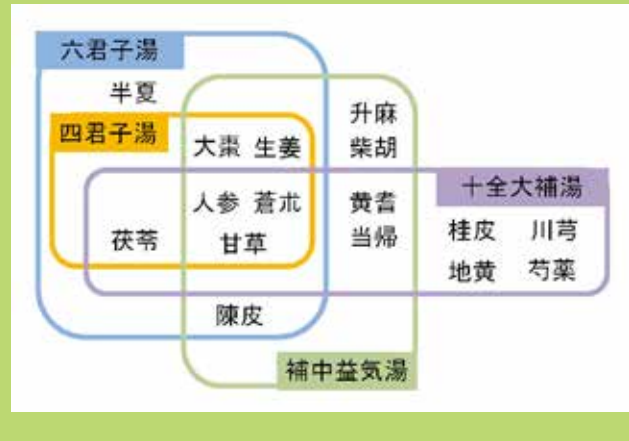 六君子湯
半夏
四君子湯
大棗 生姜
升麻
柴胡
人参 蒼朮
甘草
茯苓
黄耆
当帰
十全大補湯
桂皮 川芎
地黄 芍薬
陳皮
補中益気湯